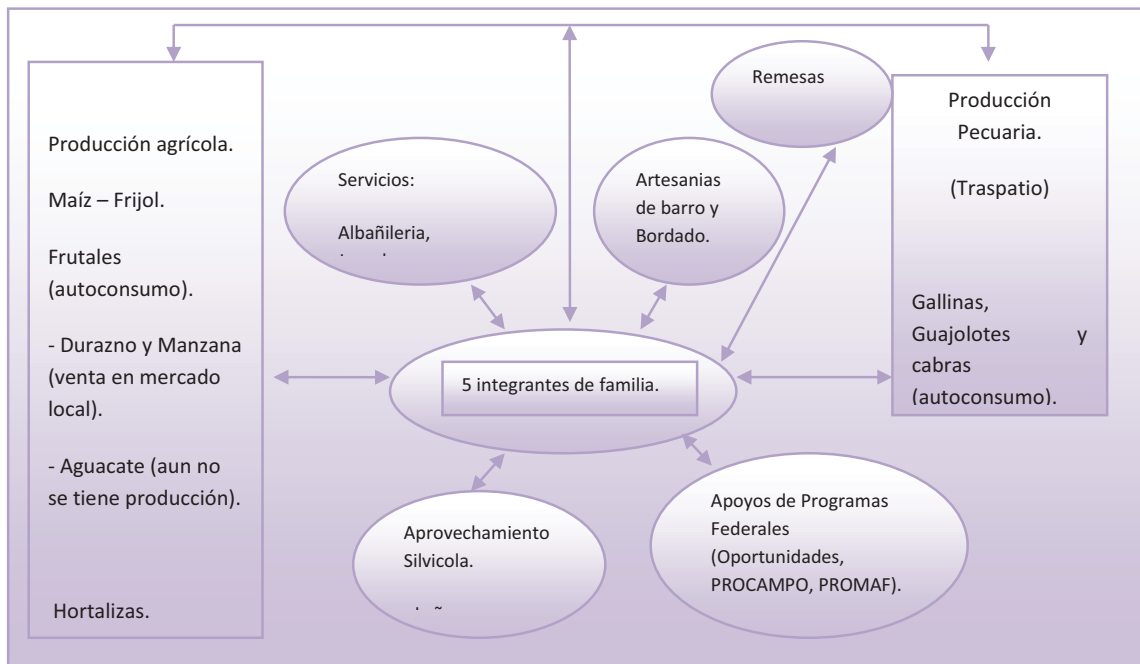 Producción agrícola.
Maíz – Frijol.
Frutales
(autoconsumo).
- Durazno y Manzana
(venta en mercado
local).
- Aguacate (aun no
se tiene producción).
Hortalizas.
Servicios:
Albañileria,
Artesanias
de barro y
Bordado.
Remesas
Producción
Pecuaria.
(Traspatio)
Gallinas,
Guajolotes y
cabras
(autoconsumo).
5 integrantes de familia.
Aprovechamiento
Silvicola.
Apoyos de Programas
Federales
(Oportunidades,
PROCAMPO, PROMAF).